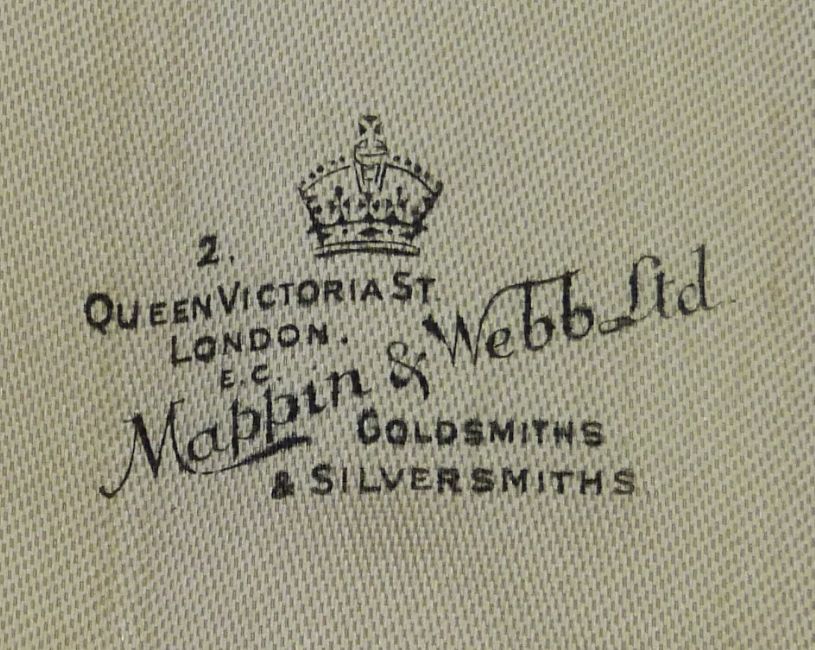 2.
QUEEN VICTORIA ST.
LONDON.
E.C.
Mappin & Webb Ltd.
GOLDSMITHS
& SILVERSMITHS